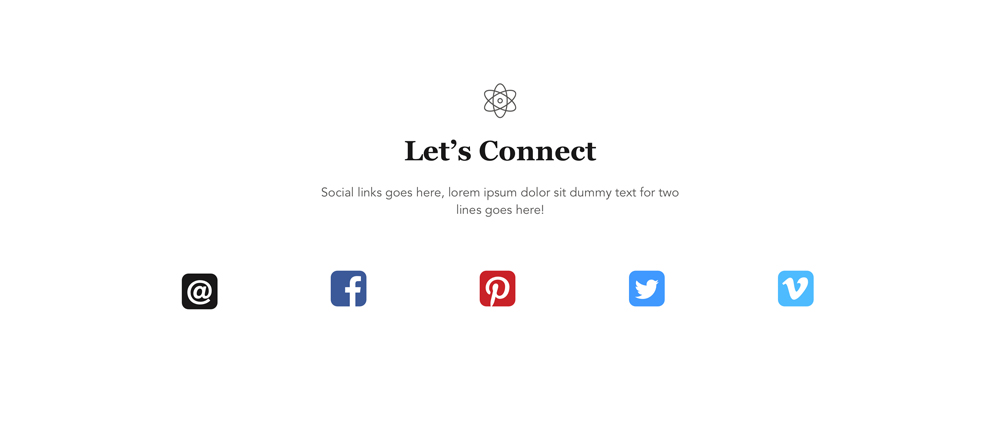 Let’s Connect
Social links goes here, lorem ipsum dolor sit dummy text for two
lines goes here!